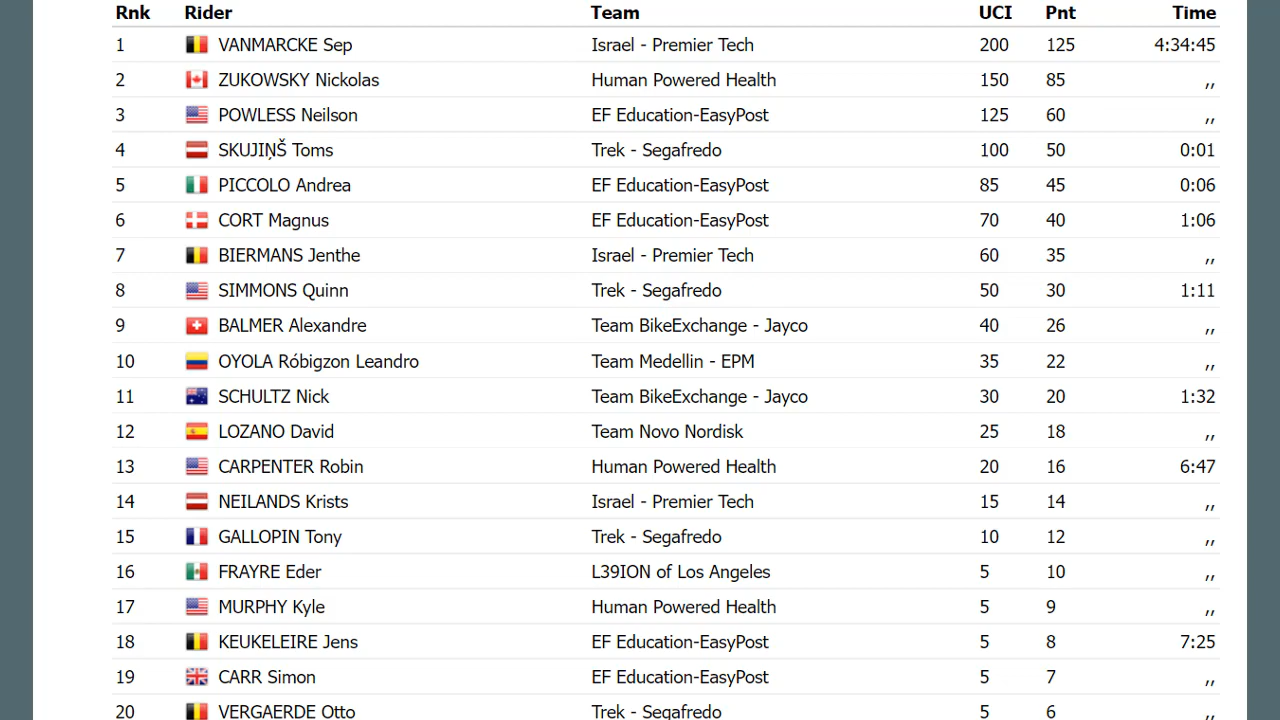 Rnk Rider Team UCI Pnt Time
1 VANMARCKE Sep Israel - Premier Tech 200 125 4:34:45
2 ZUKOWSKY Nickolas Human Powered Health 150 85 ,,
3 POWLESS Neilson EF Education-EasyPost 125 60 ,,
4 SKUJIŅŠ Toms Trek - Segafredo 100 50 0:01
5 PICCOLO Andrea EF Education-EasyPost 85 45 0:06
6 CORT Magnus EF Education-EasyPost 70 40 1:06
7 BIERMANS Jenthe Israel - Premier Tech 60 35 ,,
8 SIMMONS Quinn Trek - Segafredo 50 30 1:11
9 BALMER Alexandre Team BikeExchange - Jayco 40 26 ,,
10 OYOLA Róbigzon Leandro Team Medellin - EPM 35 22 ,,
11 SCHULTZ Nick Team BikeExchange - Jayco 30 20 1:32
12 LOZANO David Team Novo Nordisk 25 18 ,,
13 CARPENTER Robin Human Powered Health 20 16 6:47
14 NEILANDS Krists Israel - Premier Tech 15 14 ,,
15 GALLOPIN Tony Trek - Segafredo 10 12 ,,
16 FRAYRE Eder L39ION of Los Angeles 5 10 ,,
17 MURPHY Kyle Human Powered Health 5 9 ,,
18 KEUKELEIRE Jens EF Education-EasyPost 5 8 7:25
19 CARR Simon EF Education-EasyPost 5 7 ,,
20 VERGAERDE Otto Trek - Segafredo 5 6 ,,